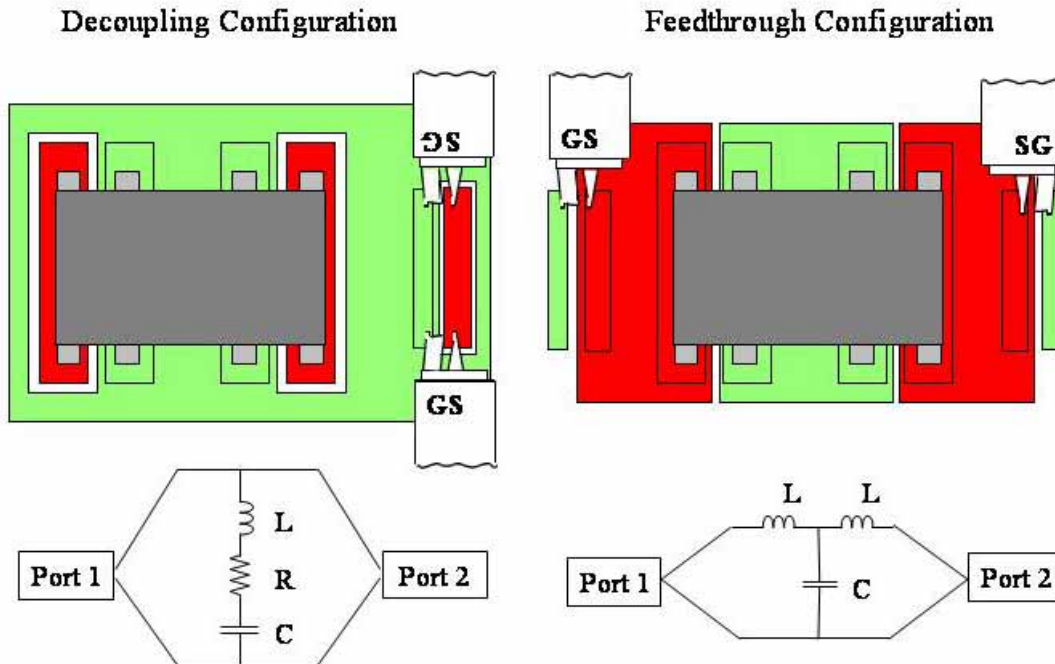 Decoupling Configuration
Feedthrough Configuration
GS
GS
SG
GS
L
R
C
Port 1
Port 2
L
L
C
Port 1
Port 2